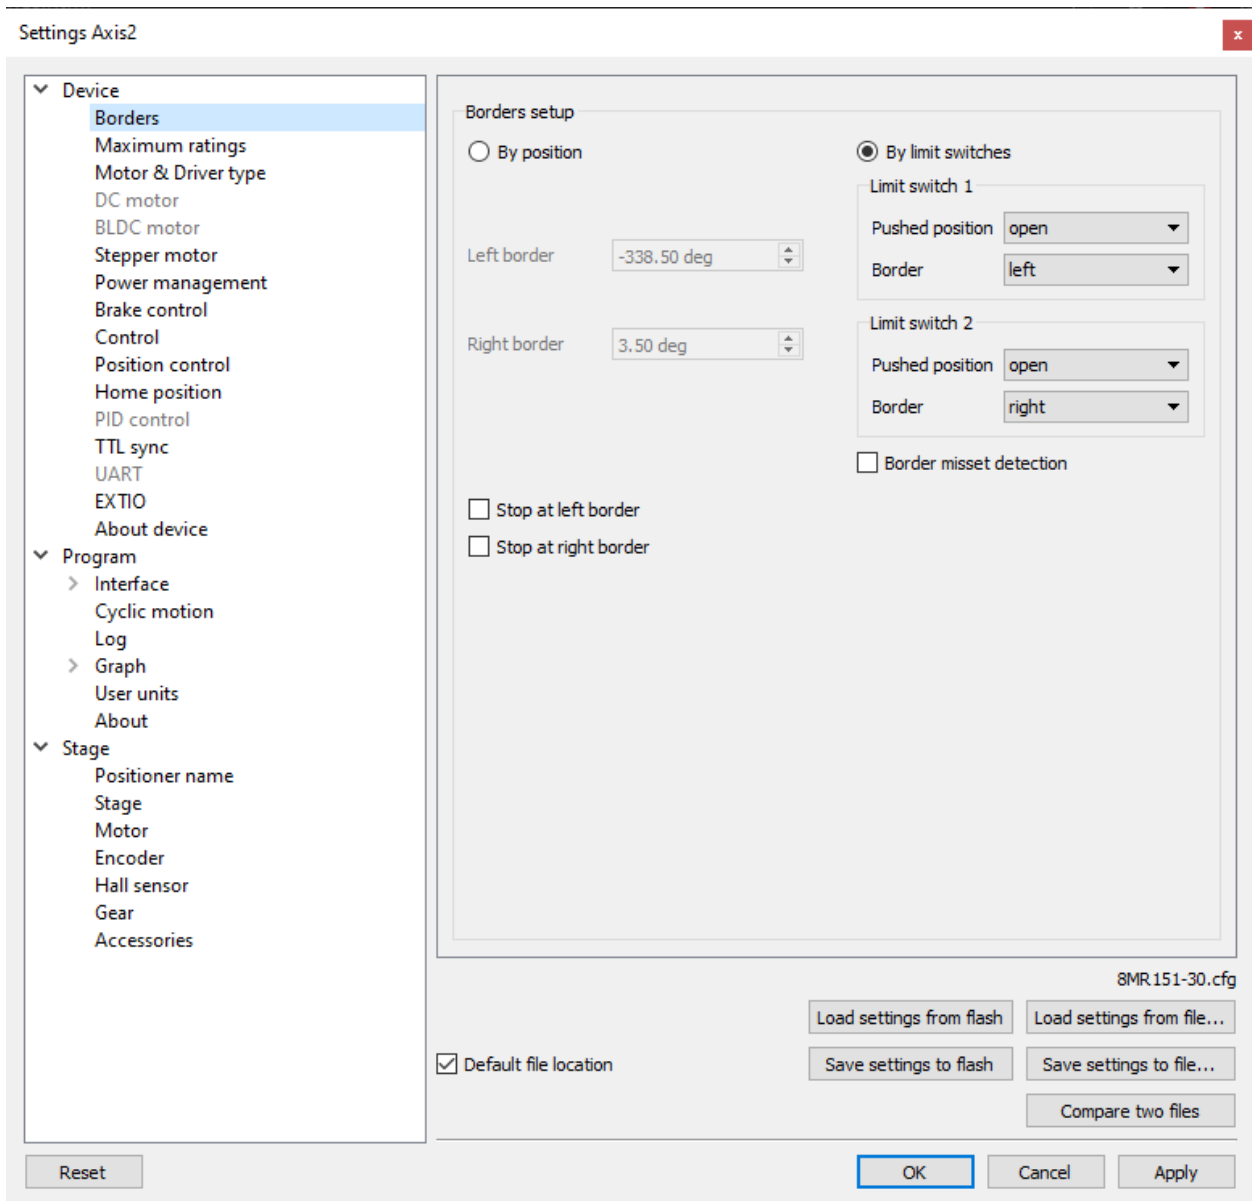 Settings Axis2
x
Device
Borders
Maximum ratings
Motor & Driver type
DC motor
BLDC motor
Stepper motor
Power management
Brake control
Control
Position control
Home position
PID control
TTL sync
UART
EXTIO
About device
Program
Interface
Cyclic motion
Log
Graph
User units
About
Stage
Positioner name
Stage
Motor
Encoder
Hall sensor
Gear
Accessories
Borders setup
By position
By limit switches
Limit switch 1
Pushed position open
Left border -338.50 deg
Border left
Limit switch 2
Right border 3.50 deg
Pushed position open
Border right
Border misset detection
Stop at left border
Stop at right border
8MR151-30.cfg
Load settings from flash
Load settings from file...
Default file location
Save settings to flash
Save settings to file...
Compare two files
Reset
OK
Cancel
Apply